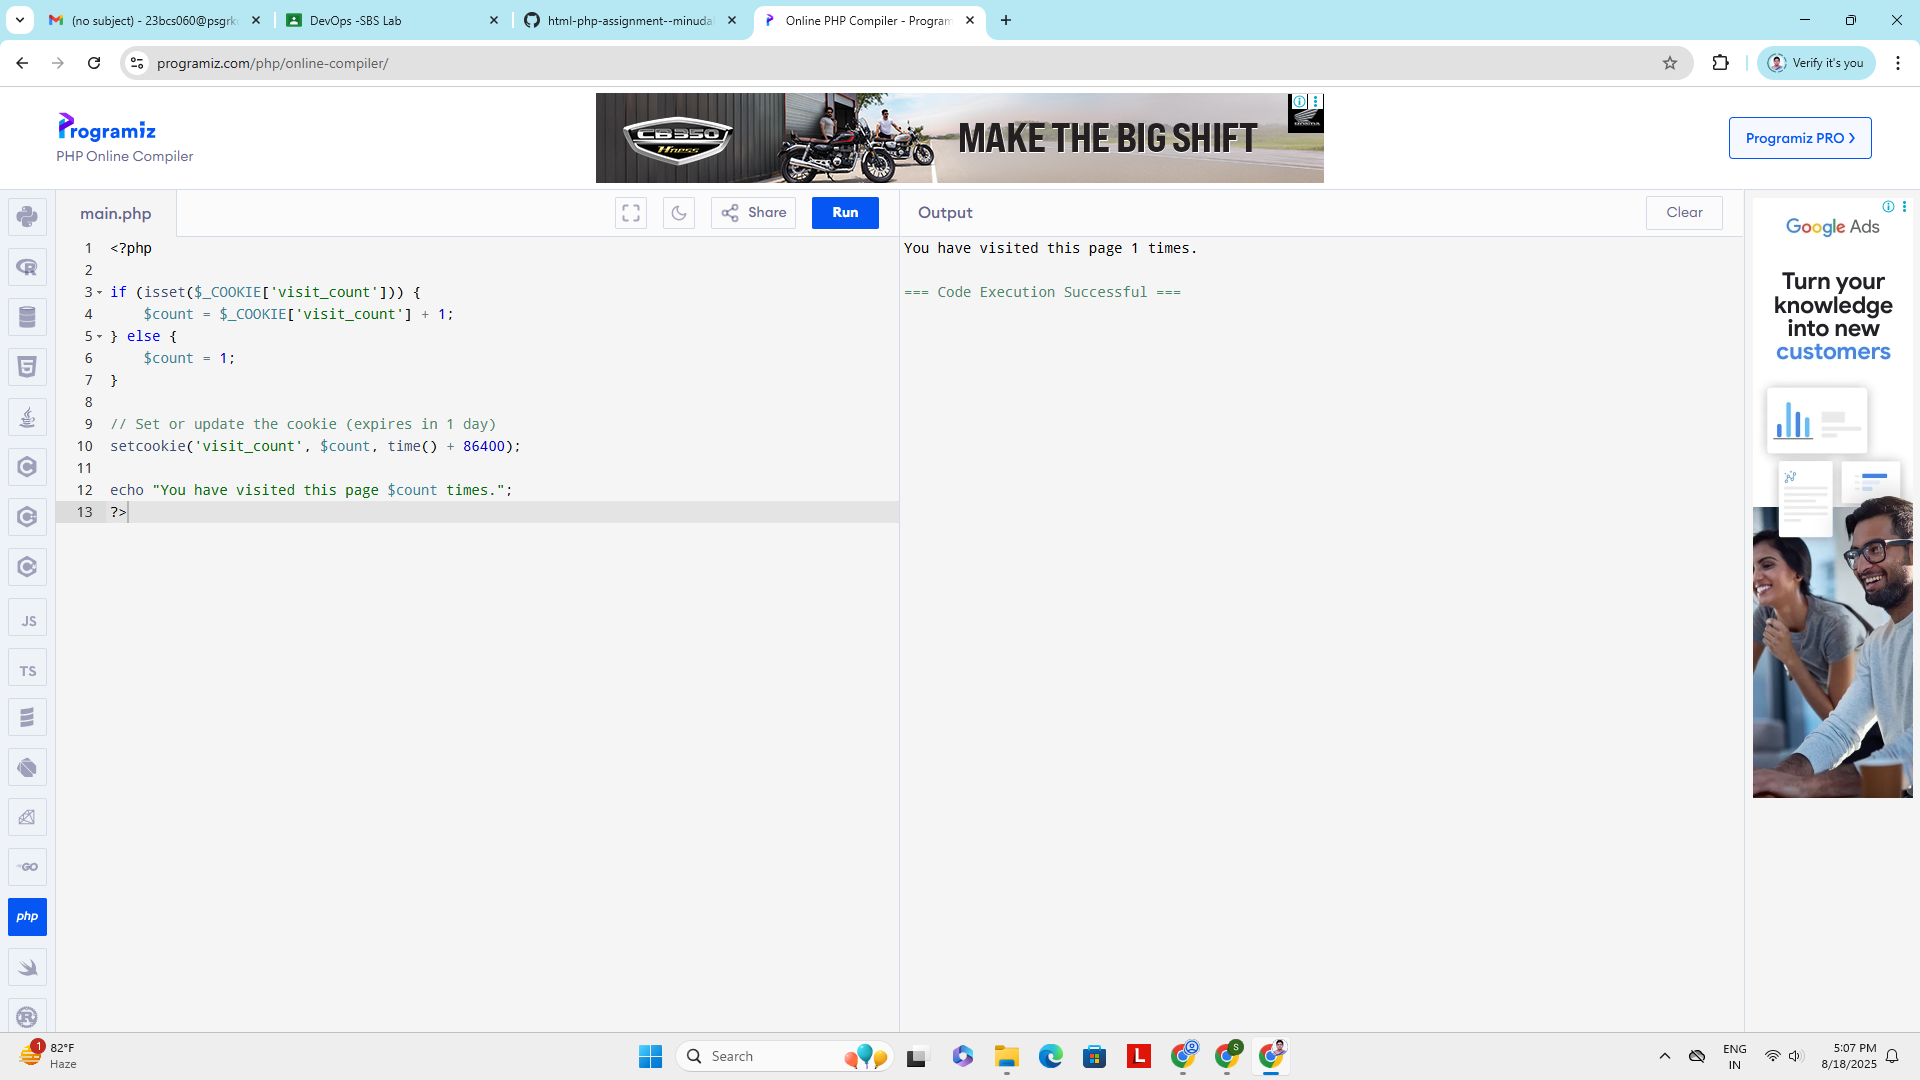 (no subject) - 23bcs060@psgrk
DevOps -SBS Lab
html-php-assignment--minuda
Online PHP Compiler - Program
programiz.com/php/online-compiler/
Verify it's you
Programiz
PHP Online Compiler
CB350
H'ness
MAKE THE BIG SHIFT
HONDA
Programiz PRO
main.php
Share
Run
Output
Clear
1 <?php
2
3 if (isset($_COOKIE['visit_count'])) {
4 $count = $_COOKIE['visit_count'] + 1;
5 } else {
6 $count = 1;
7 }
8
9 // Set or update the cookie (expires in 1 day)
10 setcookie('visit_count', $count, time() + 86400);
11
12 echo "You have visited this page $count times.";
13 ?>
You have visited this page 1 times.
=== Code Execution Successful ===
Google Ads
Turn your
knowledge
into new
customers
JS
TS
GO
php
1
82°F
Haze
Search
L
S
ENG
IN
5:07 PM
8/18/2025